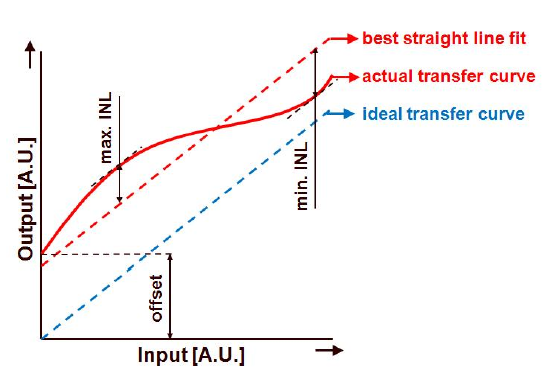 best straight line fit
actual transfer curve
ideal transfer curve
max. INL
min. INL
Output [A.U.]
offset
Input [A.U.]